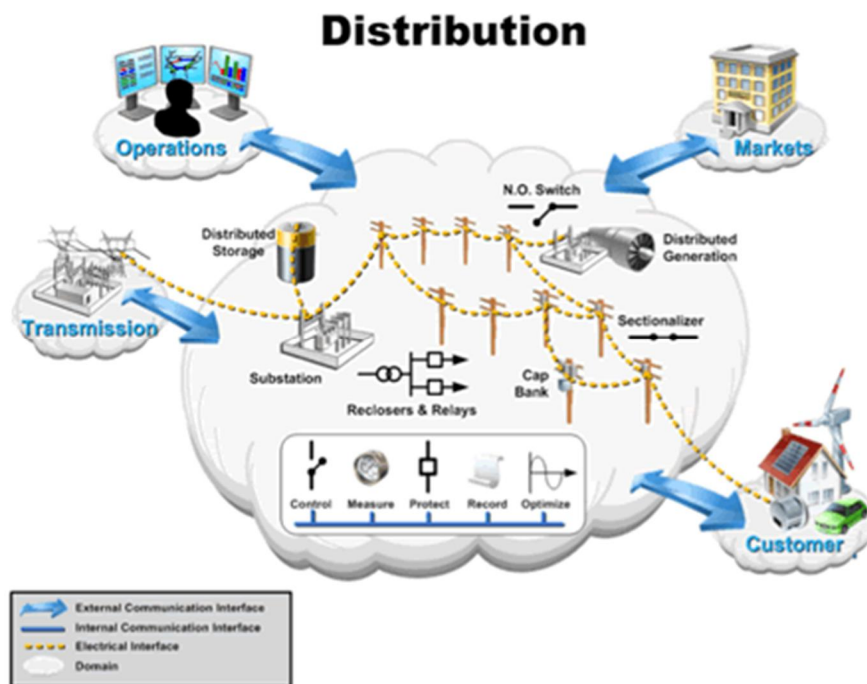 Distribution
Operations
Markets
N.O. Switch
Distributed
Storage
Distributed
Generation
Transmission
Sectionalizer
Substation
Cap
Bank
Reclosers & Relays
Control
Measure
Protect
Record
Optimize
Customer
External Communication Interface
Internal Communication Interface
Electrical Interface
Domain